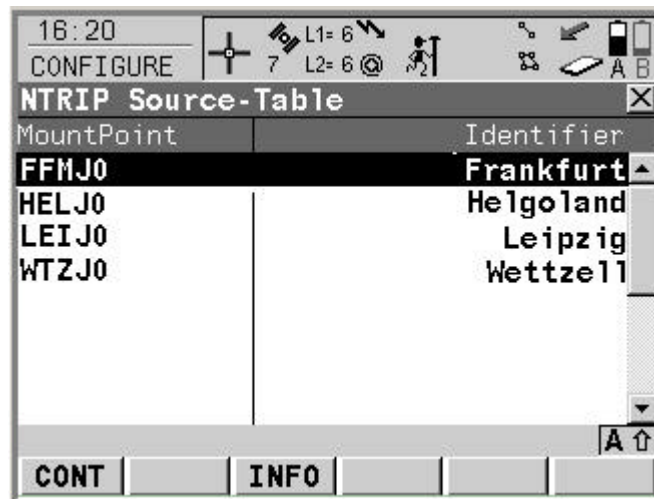 16:20
CONFIGURE
7
L1= 6
L2= 6 @
A B
NTRIP Source-Table
MountPoint Identifier
FFMJ0 Frankfurt
HELJ0 Helgoland
LEIJ0 Leipzig
WTZJ0 Wettzell
A
CONT INFO